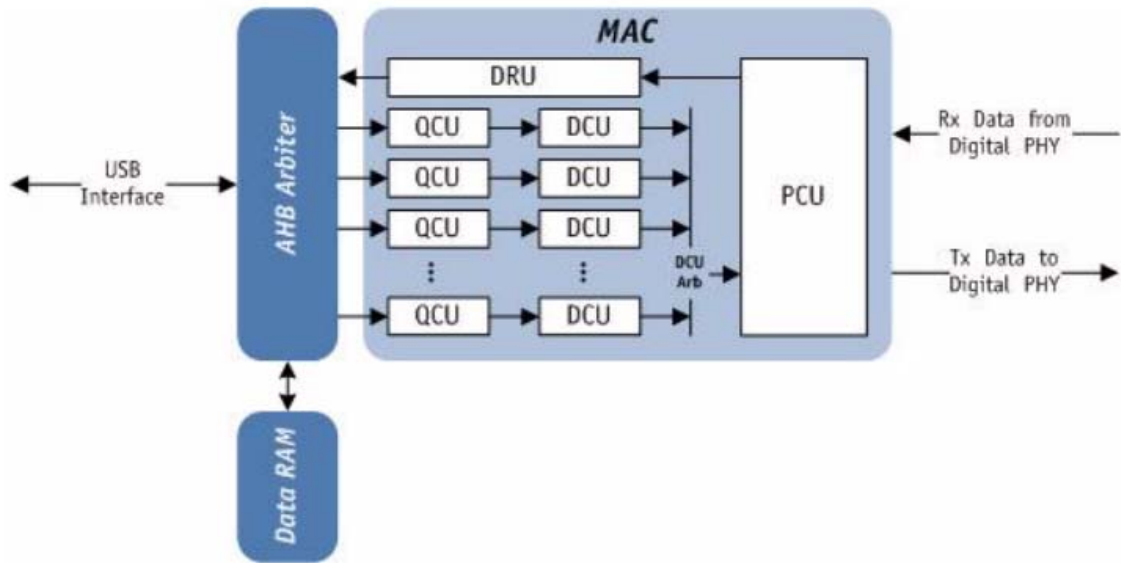 MAC
DRU
QCU
DCU
QCU
DCU
QCU
DCU
QCU
DCU
DCU
Arb
PCU
AHB Arbiter
USB
Interface
Rx Data from
Digital PHY
Tx Data to
Digital PHY
Data RAM